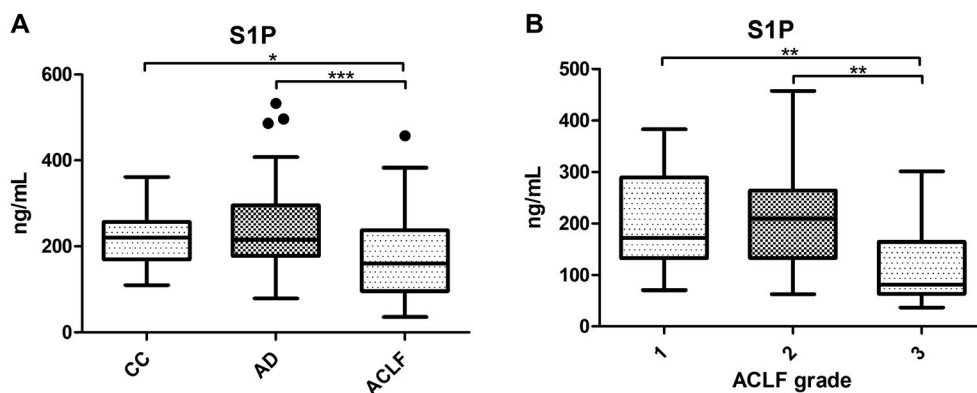 A
S1P
*
***
600
400
200
0
ng/mL
CC
AD
ACLF
B
S1P
**
**
500
400
300
200
100
0
ng/mL
1
2
3
ACLF grade